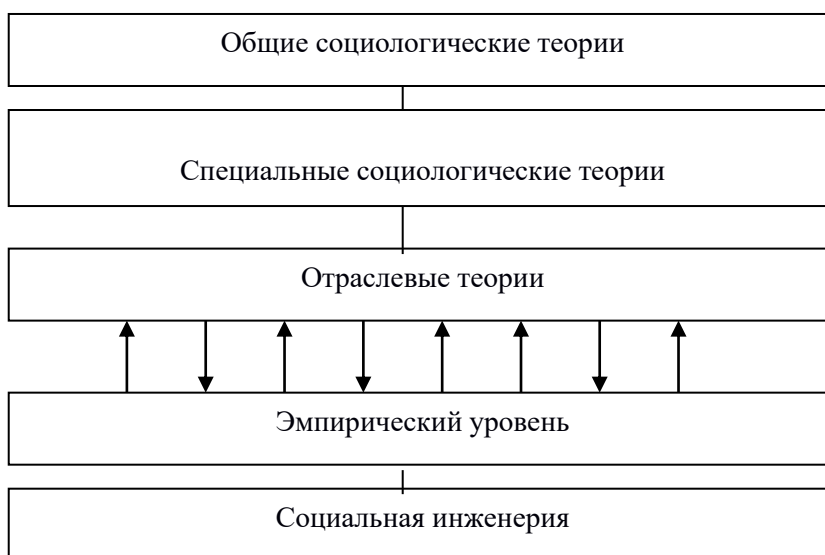 Общие социологические теории
Специальные социологические теории
Отраслевые теории
Эмпирический уровень
Социальная инженерия